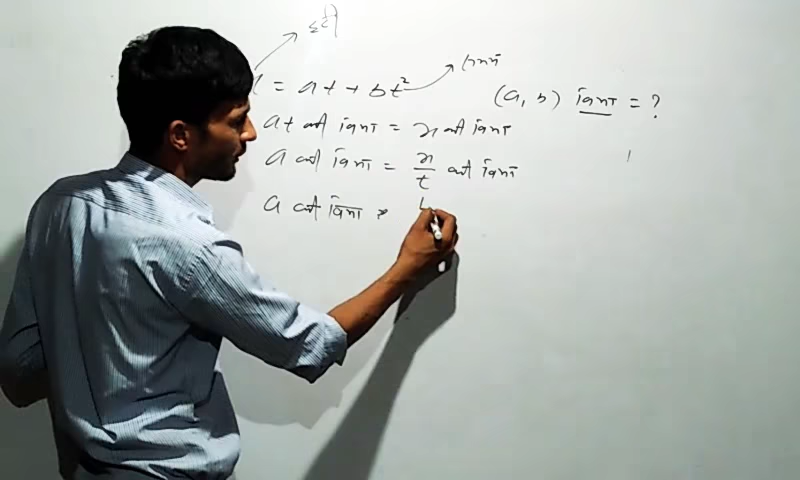 दूरी
समय
= at + bt²
(a, b) विमा = ?
at की विमा = x की विमा
a की विमा = x/t की विमा
a की विमा =